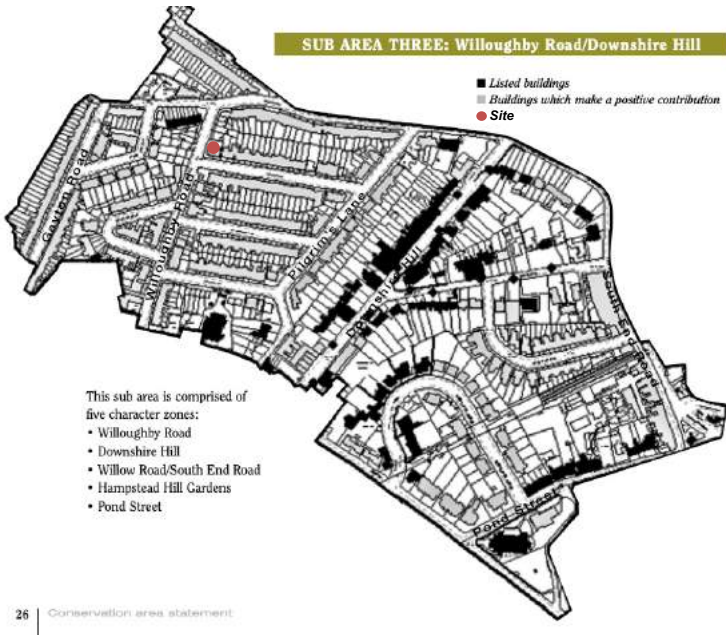 SUB AREA THREE: Willoughby Road/Downshire Hill
■ Listed buildings
■ Buildings which make a positive contribution
● Site
Gayton Road
Willoughby Road
Pilgrim's Lane
Downshire Hill
South End Road
Pond Street
This sub area is comprised of
five character zones:
• Willoughby Road
• Downshire Hill
• Willow Road/South End Road
• Hampstead Hill Gardens
• Pond Street
26 | Conservation area statement